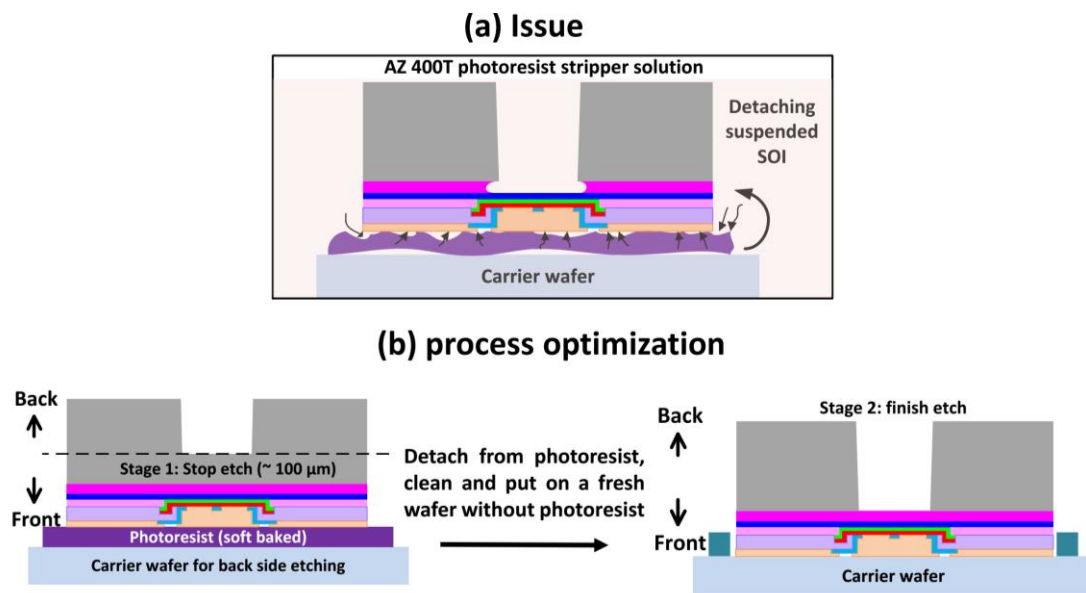 (a) Issue
AZ 400T photoresist stripper solution
Detaching
suspended
SOI
Carrier wafer
(b) process optimization
Back
Stage 1: Stop etch (~ 100 µm)
Front
Photoresist (soft baked)
Carrier wafer for back side etching
Detach from photoresist,
clean and put on a fresh
wafer without photoresist
Stage 2: finish etch
Back
Front
Carrier wafer